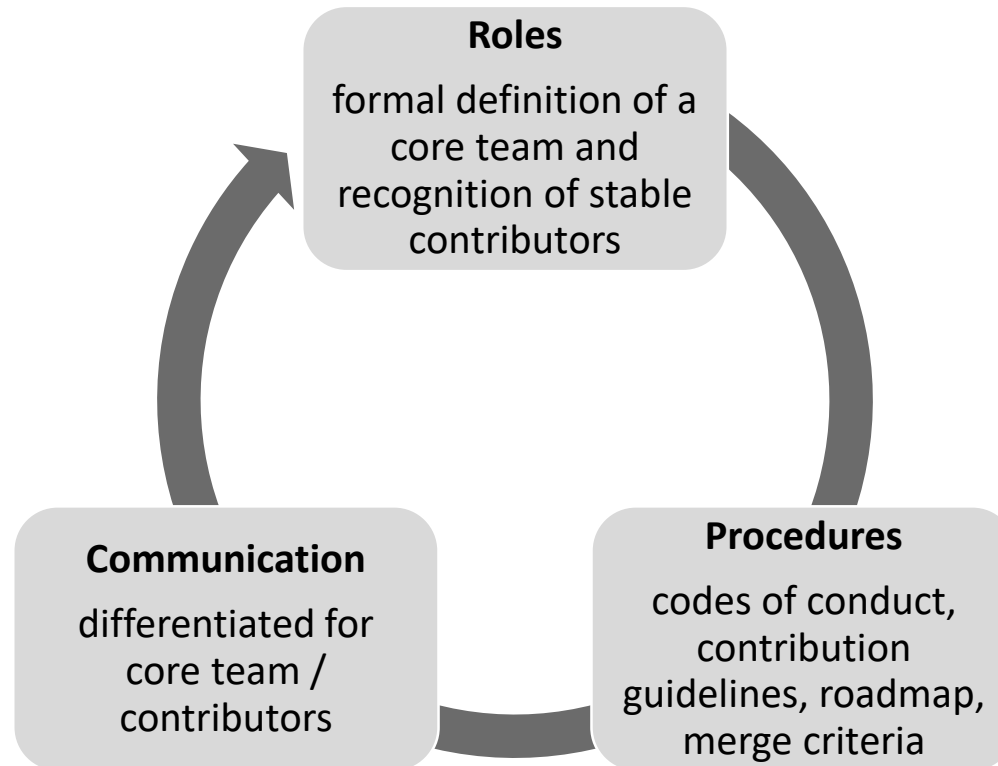 Roles
formal definition of a
core team and
recognition of stable
contributors
Procedures
codes of conduct,
contribution
guidelines, roadmap,
merge criteria
Communication
differentiated for
core team /
contributors